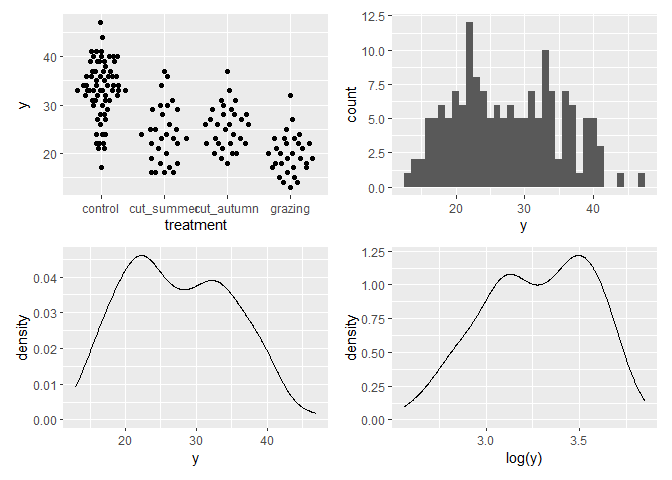 y
40
30
20
control cut_summer cut_autumn grazing
treatment
count
12.5
10.0
7.5
5.0
2.5
0.0
20 30 40
y
density
0.04
0.03
0.02
0.01
0.00
20 30 40
y
density
1.25
1.00
0.75
0.50
0.25
0.00
3.0 3.5
log(y)